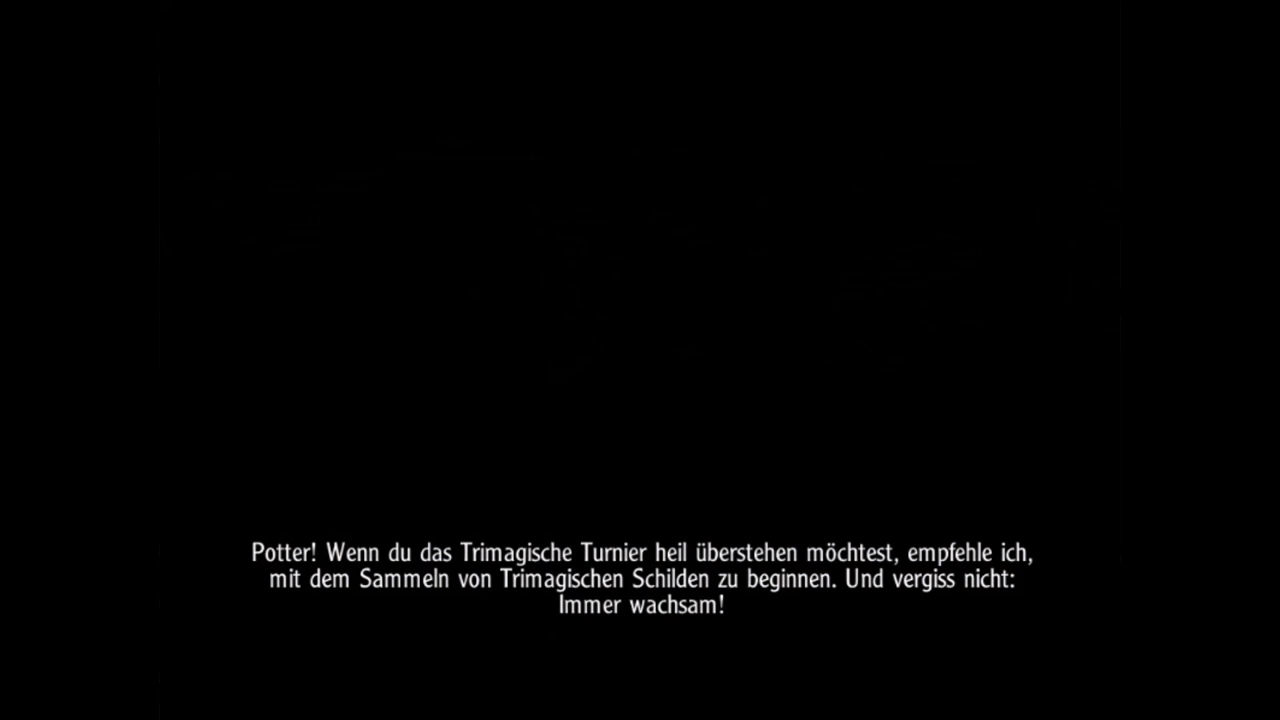 Potter! Wenn du das Trimagische Turnier heil überstehen möchtest, empfehle ich,
mit dem Sammeln von Trimagischen Schilden zu beginnen. Und vergiss nicht:
Immer wachsam!